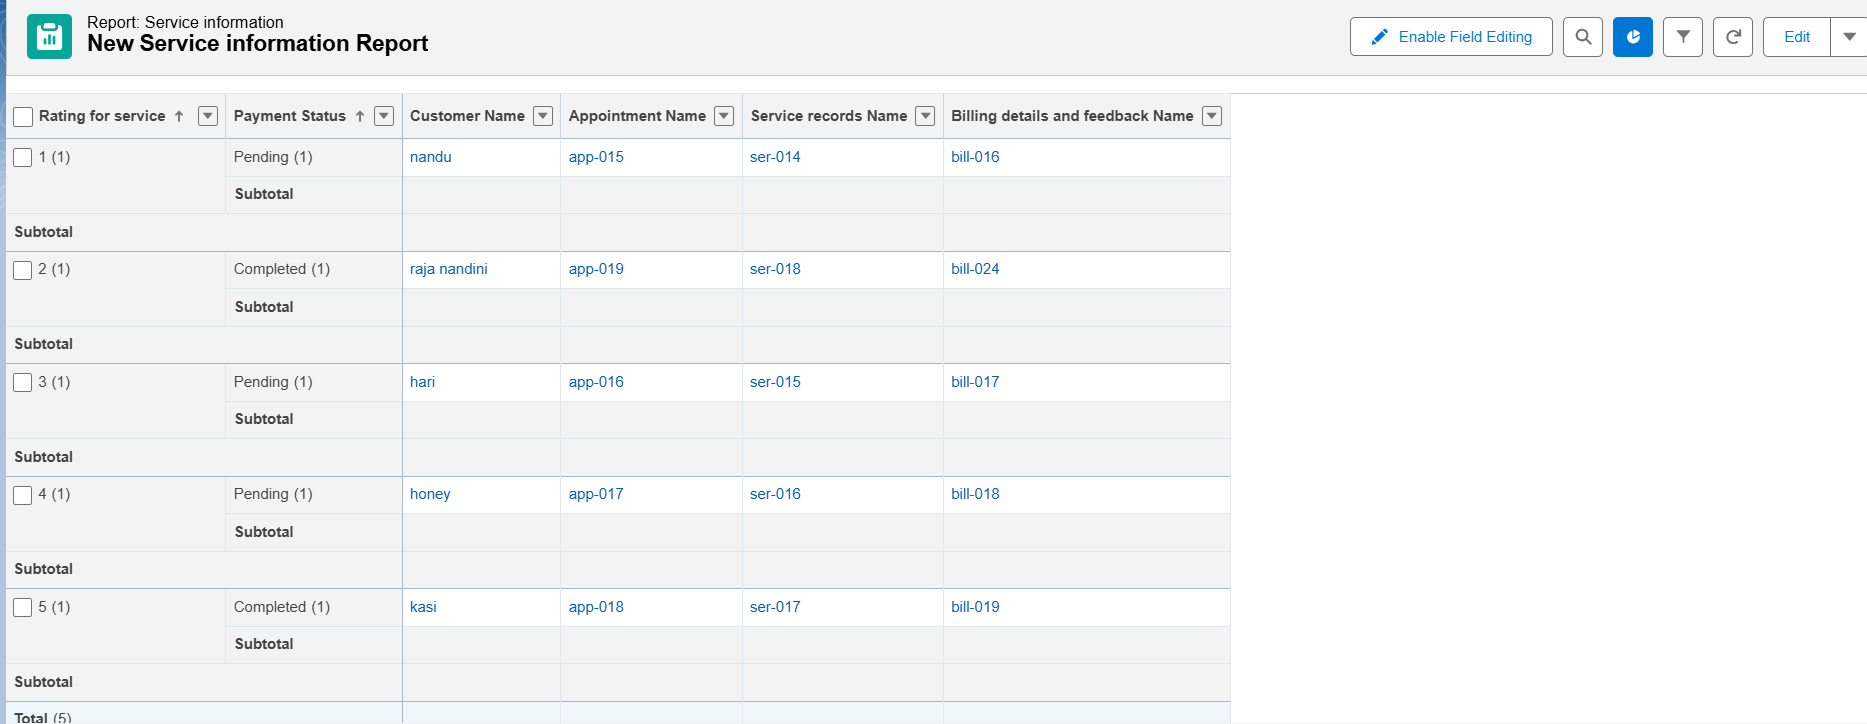 Report: Service information
New Service information Report
Enable Field Editing
Edit
Rating for service ↑ Payment Status ↑ Customer Name Appointment Name Service records Name Billing details and feedback Name
1 (1) Pending (1) nandu app-015 ser-014 bill-016
Subtotal
Subtotal
2 (1) Completed (1) raja nandini app-019 ser-018 bill-024
Subtotal
Subtotal
3 (1) Pending (1) hari app-016 ser-015 bill-017
Subtotal
Subtotal
4 (1) Pending (1) honey app-017 ser-016 bill-018
Subtotal
Subtotal
5 (1) Completed (1) kasi app-018 ser-017 bill-019
Subtotal
Subtotal
Total (5)